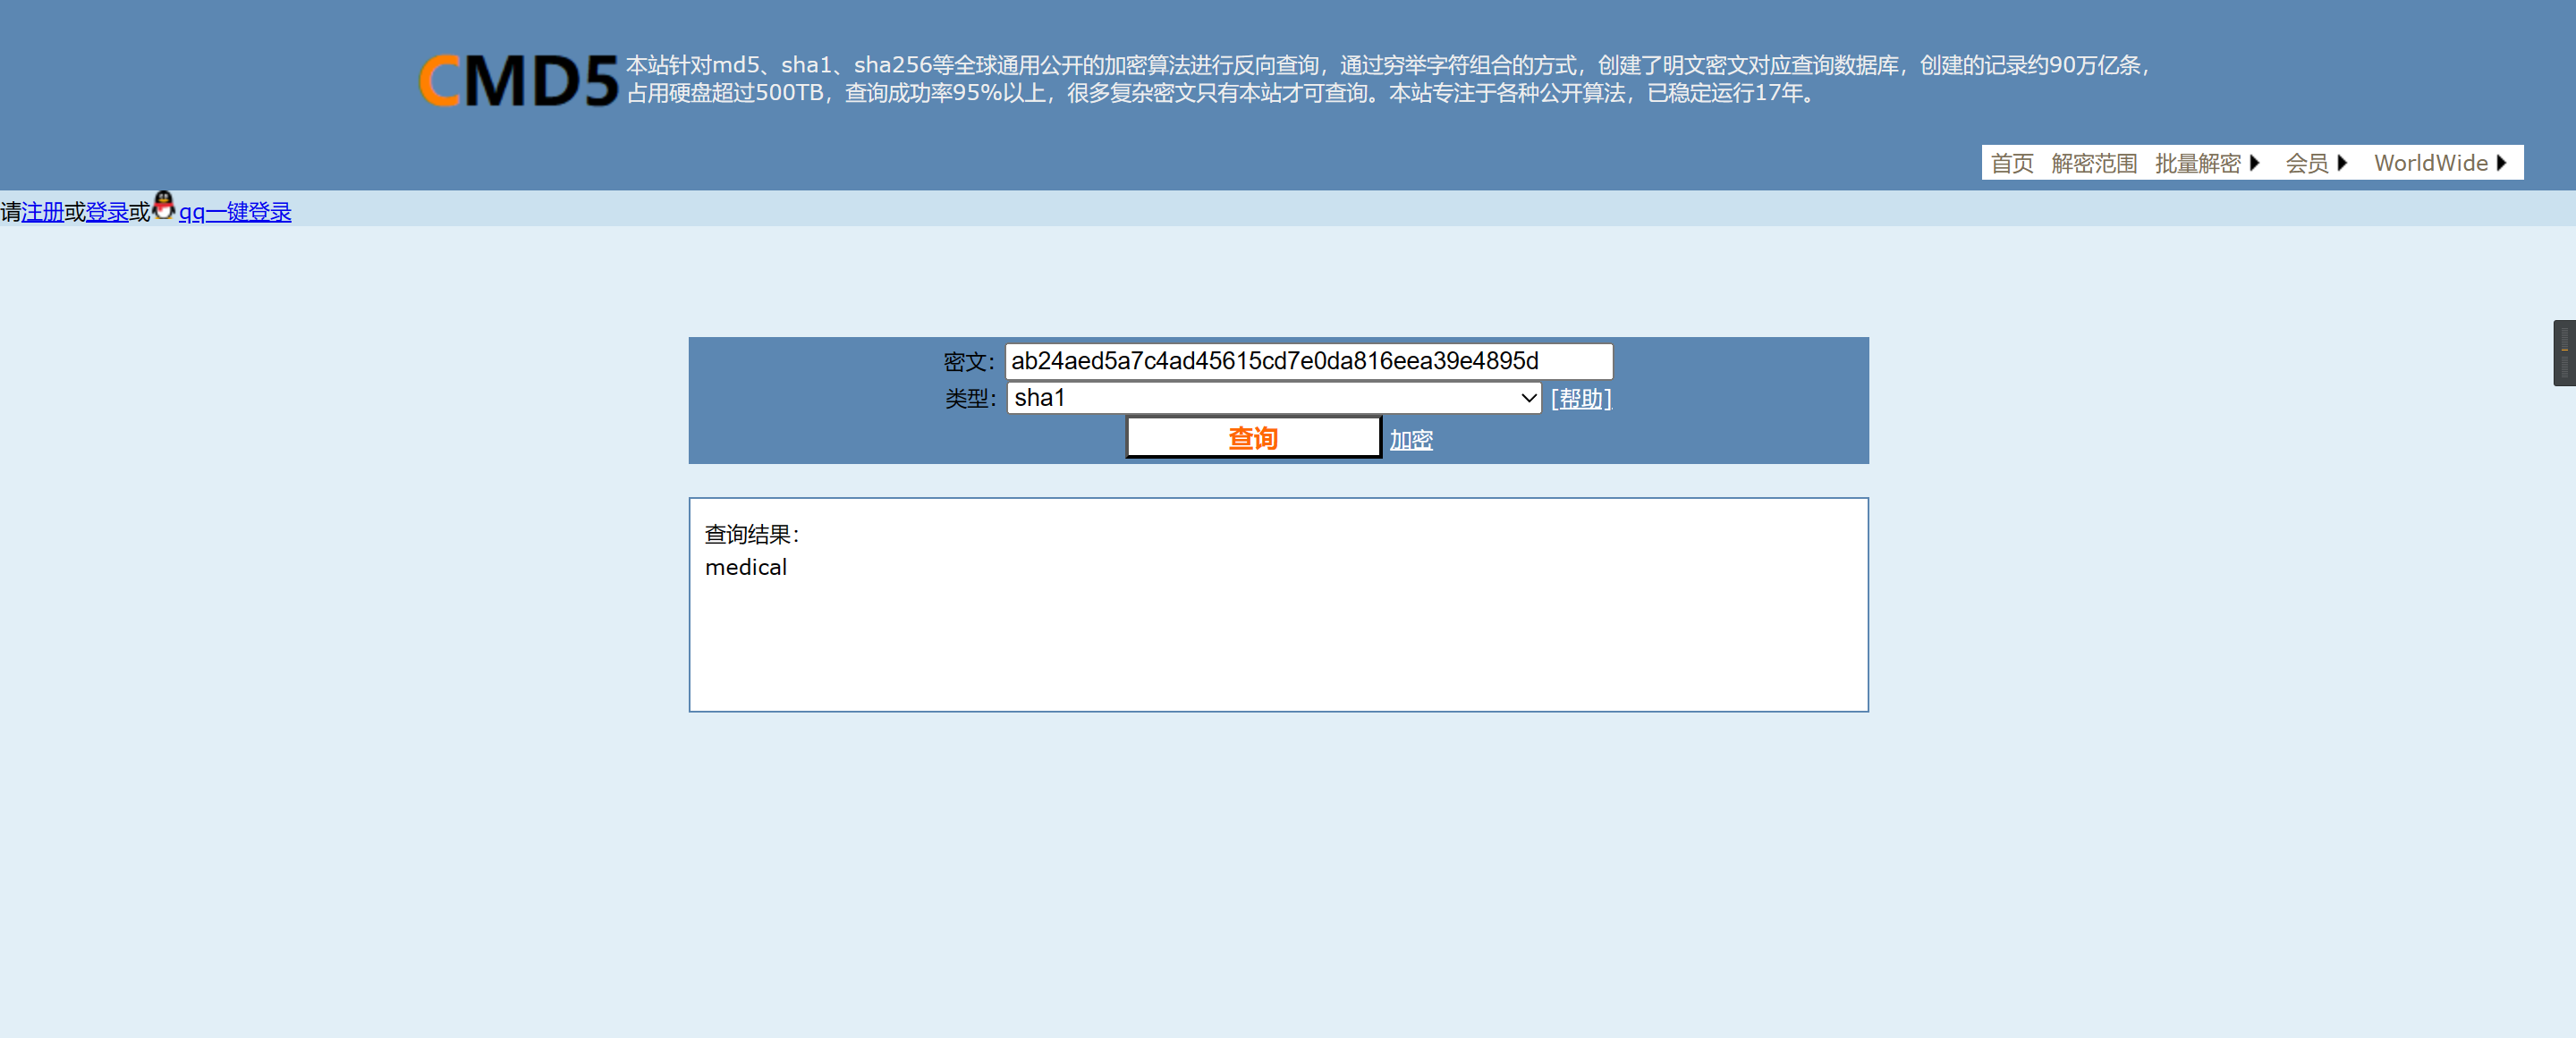 CMD5
本站针对md5、sha1、sha256等全球通用公开的加密算法进行反向查询，通过穷举字符组合的方式，创建了明文密文对应查询数据库，创建的记录约90万亿条，
占用硬盘超过500TB，查询成功率95%以上，很多复杂密文只有本站才可查询。本站专注于各种公开算法，已稳定运行17年。
首页 解密范围 批量解密 会员 WorldWide
请注册或登录或qq一键登录
密文：ab24aed5a7c4ad45615cd7e0da816eea39e4895d
类型：sha1 [帮助]
查询 加密
查询结果：
medical